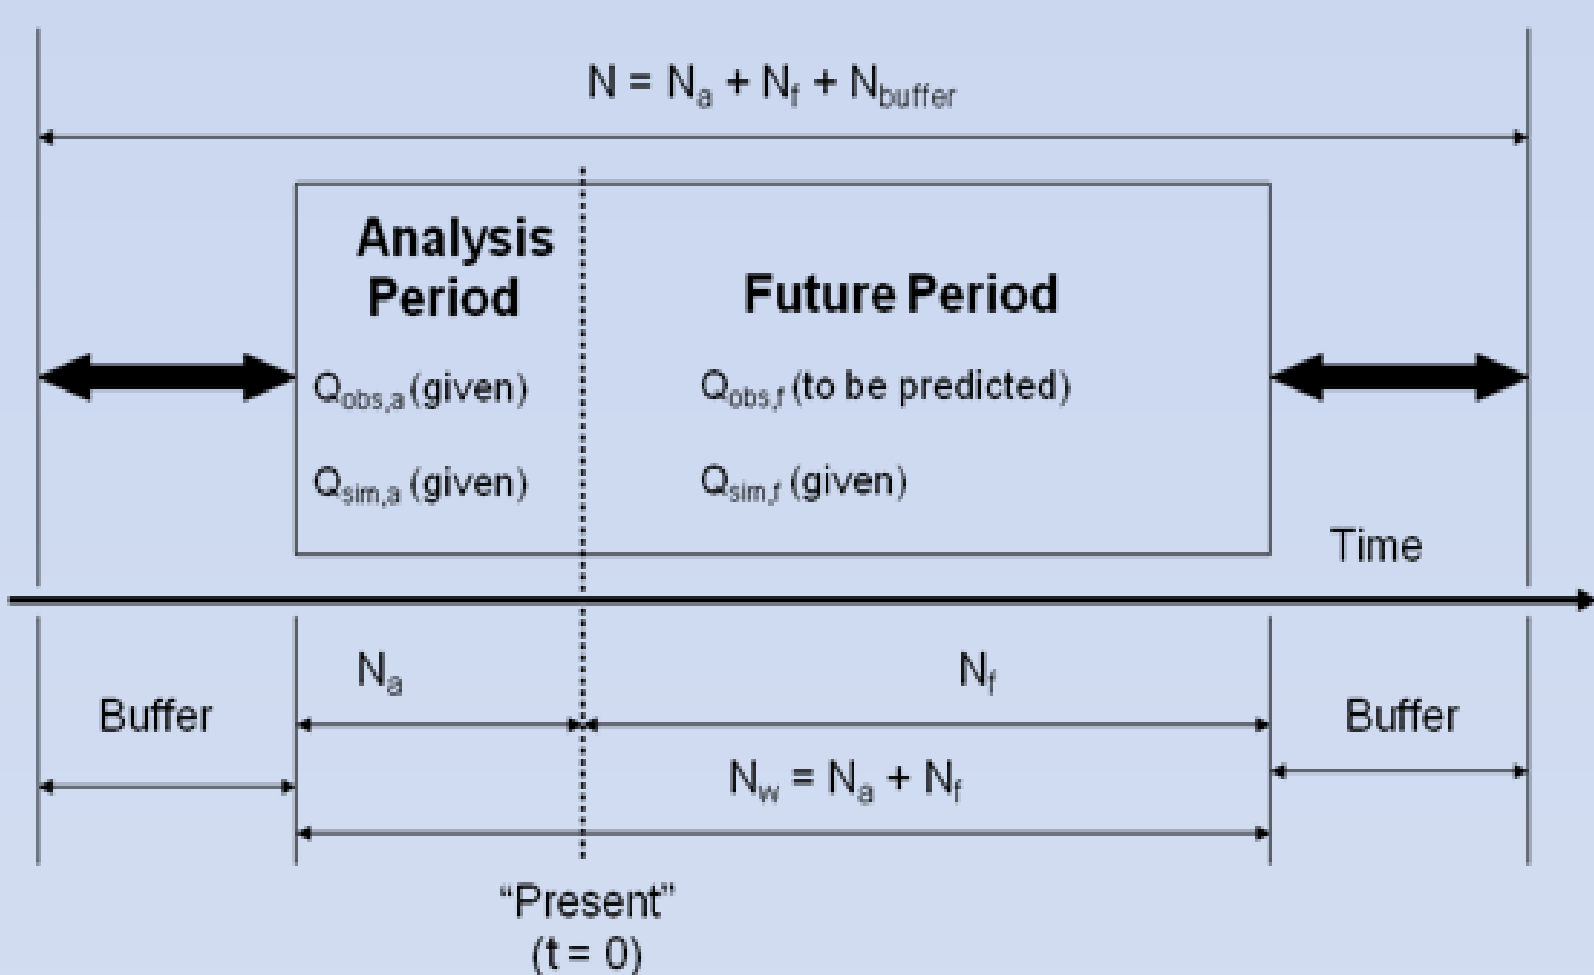 N = Na + Nf + Nbuffer
Analysis
Period
Future Period
Qobs,a (given)
Qobs,f (to be predicted)
Qsim,a (given)
Qsim,f (given)
Time
Na
Nf
Buffer
Buffer
Nw = Na + Nf
“Present”
(t = 0)